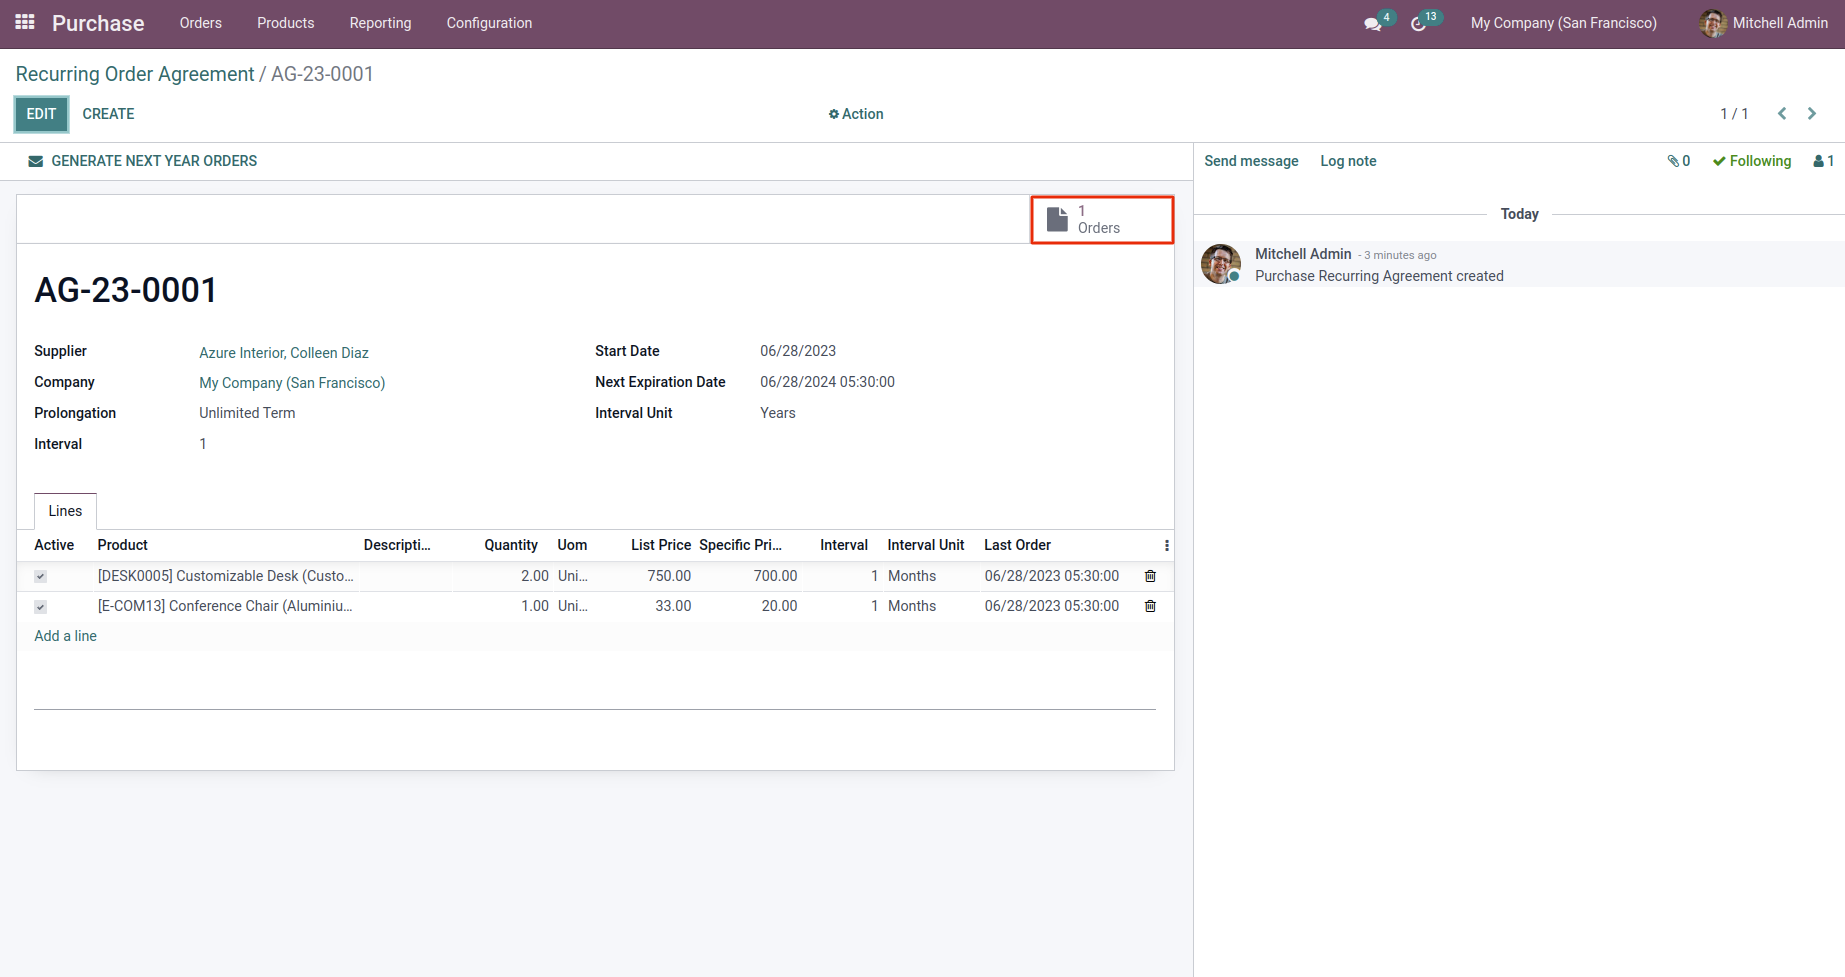 Purchase Orders Products Reporting Configuration 4 13 My Company (San Francisco) Mitchell Admin
Recurring Order Agreement / AG-23-0001
EDIT CREATE Action 1 / 1
GENERATE NEXT YEAR ORDERS
Send message Log note 0 Following 1
1
Orders
Today
Mitchell Admin - 3 minutes ago
Purchase Recurring Agreement created
AG-23-0001
Supplier Azure Interior, Colleen Diaz Start Date 06/28/2023
Company My Company (San Francisco) Next Expiration Date 06/28/2024 05:30:00
Prolongation Unlimited Term Interval Unit Years
Interval 1
Lines
Active Product Descripti... Quantity Uom List Price Specific Pri... Interval Interval Unit Last Order
[DESK0005] Customizable Desk (Custo... 2.00 Uni... 750.00 700.00 1 Months 06/28/2023 05:30:00
[E-COM13] Conference Chair (Aluminiu... 1.00 Uni... 33.00 20.00 1 Months 06/28/2023 05:30:00
Add a line